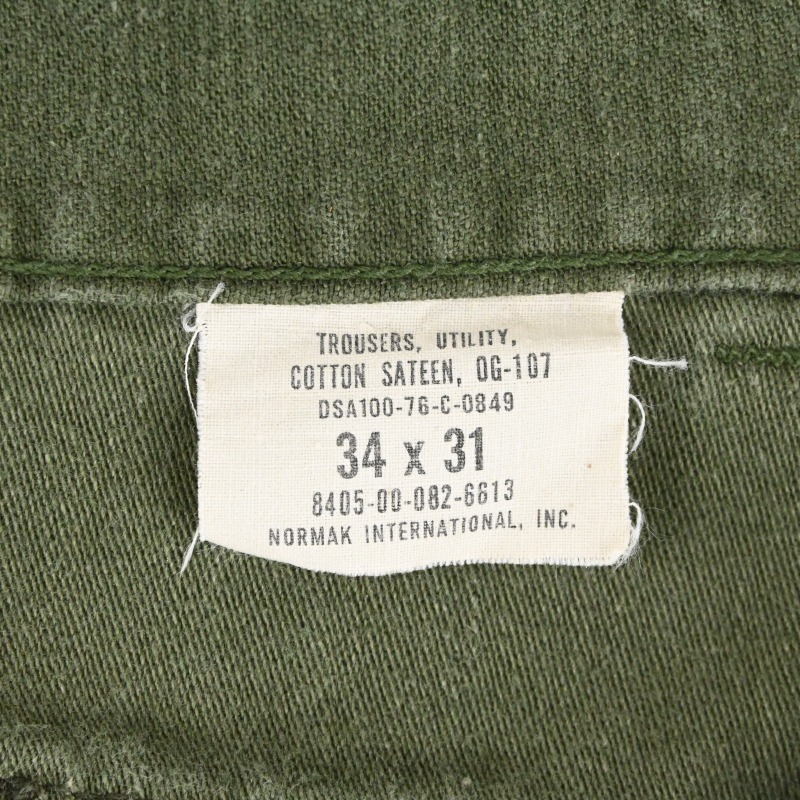 TROUSERS, UTILITY,
COTTON SATEEN, OG-107
DSA100-76-C-0849
34 x 31
8405-00-082-6613
NORMAK INTERNATIONAL, INC.